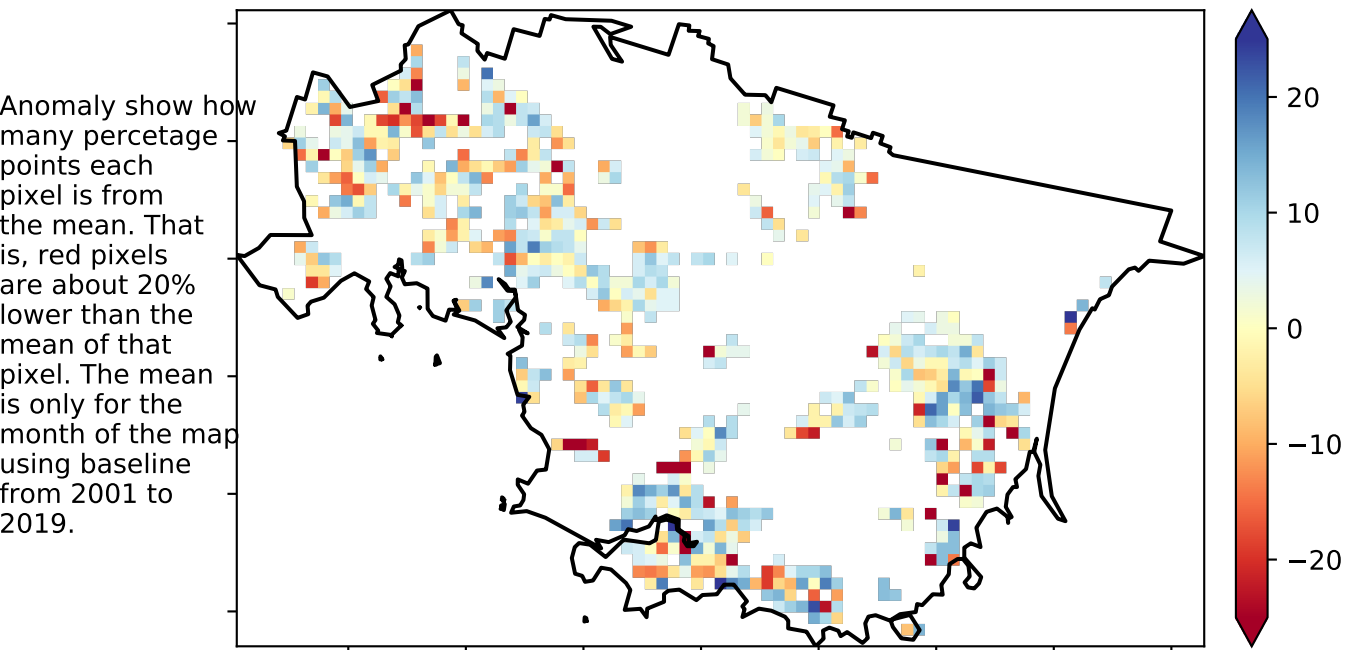 Anomaly show how
many percetage
points each
pixel is from
the mean. That
is, red pixels
are about 20%
lower than the
mean of that
pixel. The mean
is only for the
month of the map
using baseline
from 2001 to
2019.
20
10
0
−10
−20